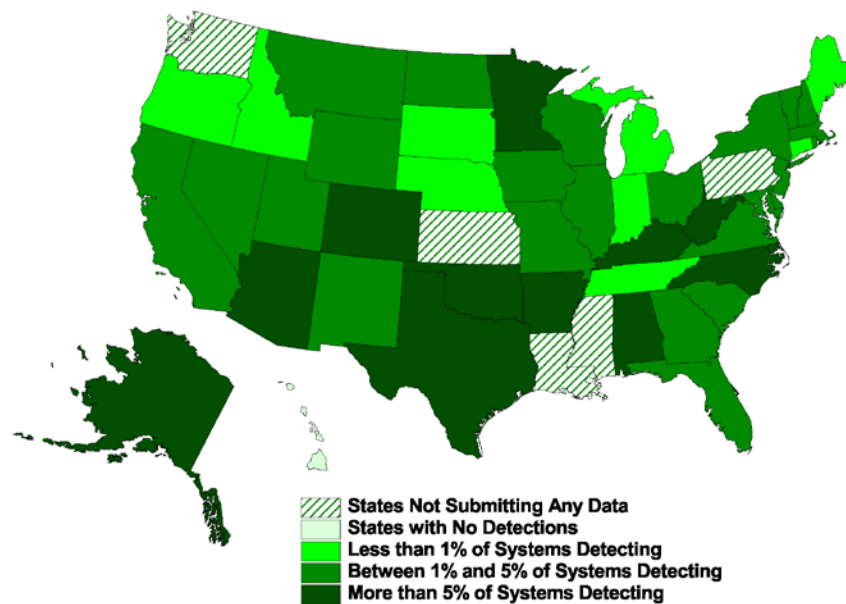 States Not Submitting Any Data
States with No Detections
Less than 1% of Systems Detecting
Between 1% and 5% of Systems Detecting
More than 5% of Systems Detecting